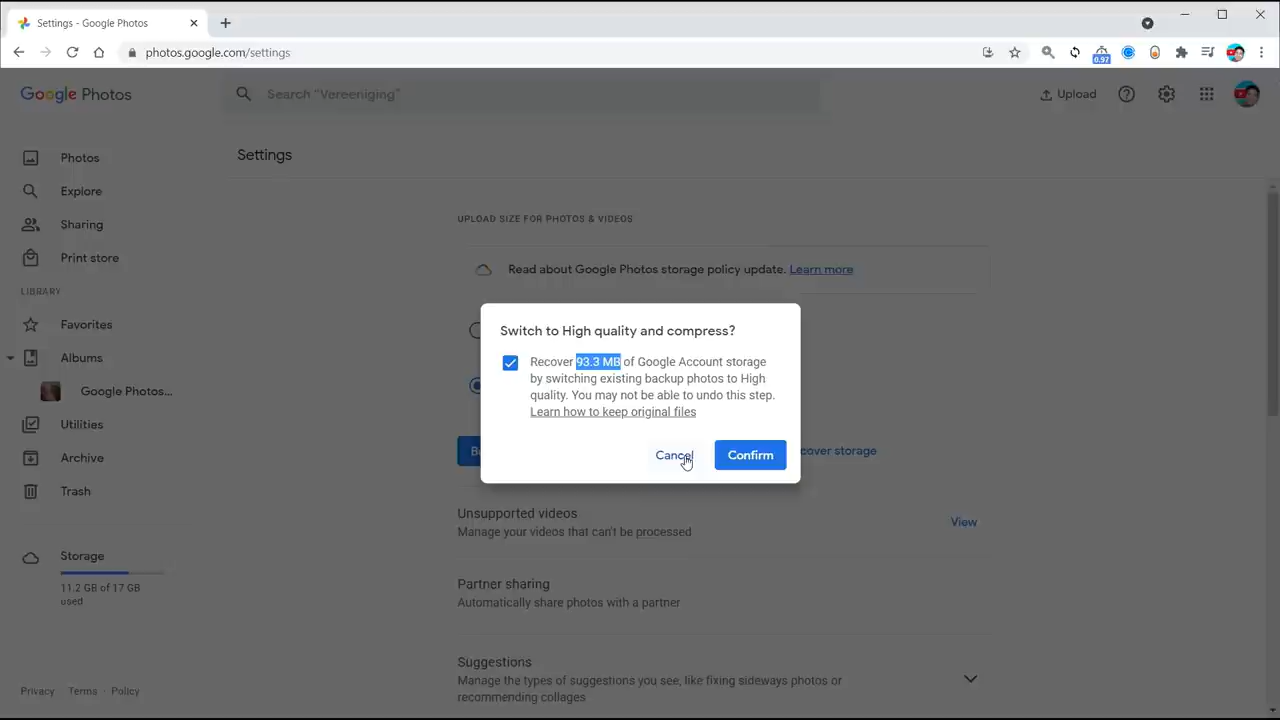 Settings - Google Photos
photos.google.com/settings
0.97
Google Photos
Search "Vereeniging"
Upload
Photos
Explore
Sharing
Print store
LIBRARY
Favorites
Albums
Google Photos...
Utilities
Archive
Trash
Storage
11.2 GB of 17 GB
used
Privacy · Terms · Policy
Settings
UPLOAD SIZE FOR PHOTOS & VIDEOS
Read about Google Photos storage policy update. Learn more
Switch to High quality and compress?
Recover 93.3 MB of Google Account storage
by switching existing backup photos to High
quality. You may not be able to undo this step.
Learn how to keep original files
Cancel
Confirm
cover storage
Unsupported videos
Manage your videos that can't be processed
View
Partner sharing
Automatically share photos with a partner
Suggestions
Manage the types of suggestions you see, like fixing sideways photos or
recommending collages